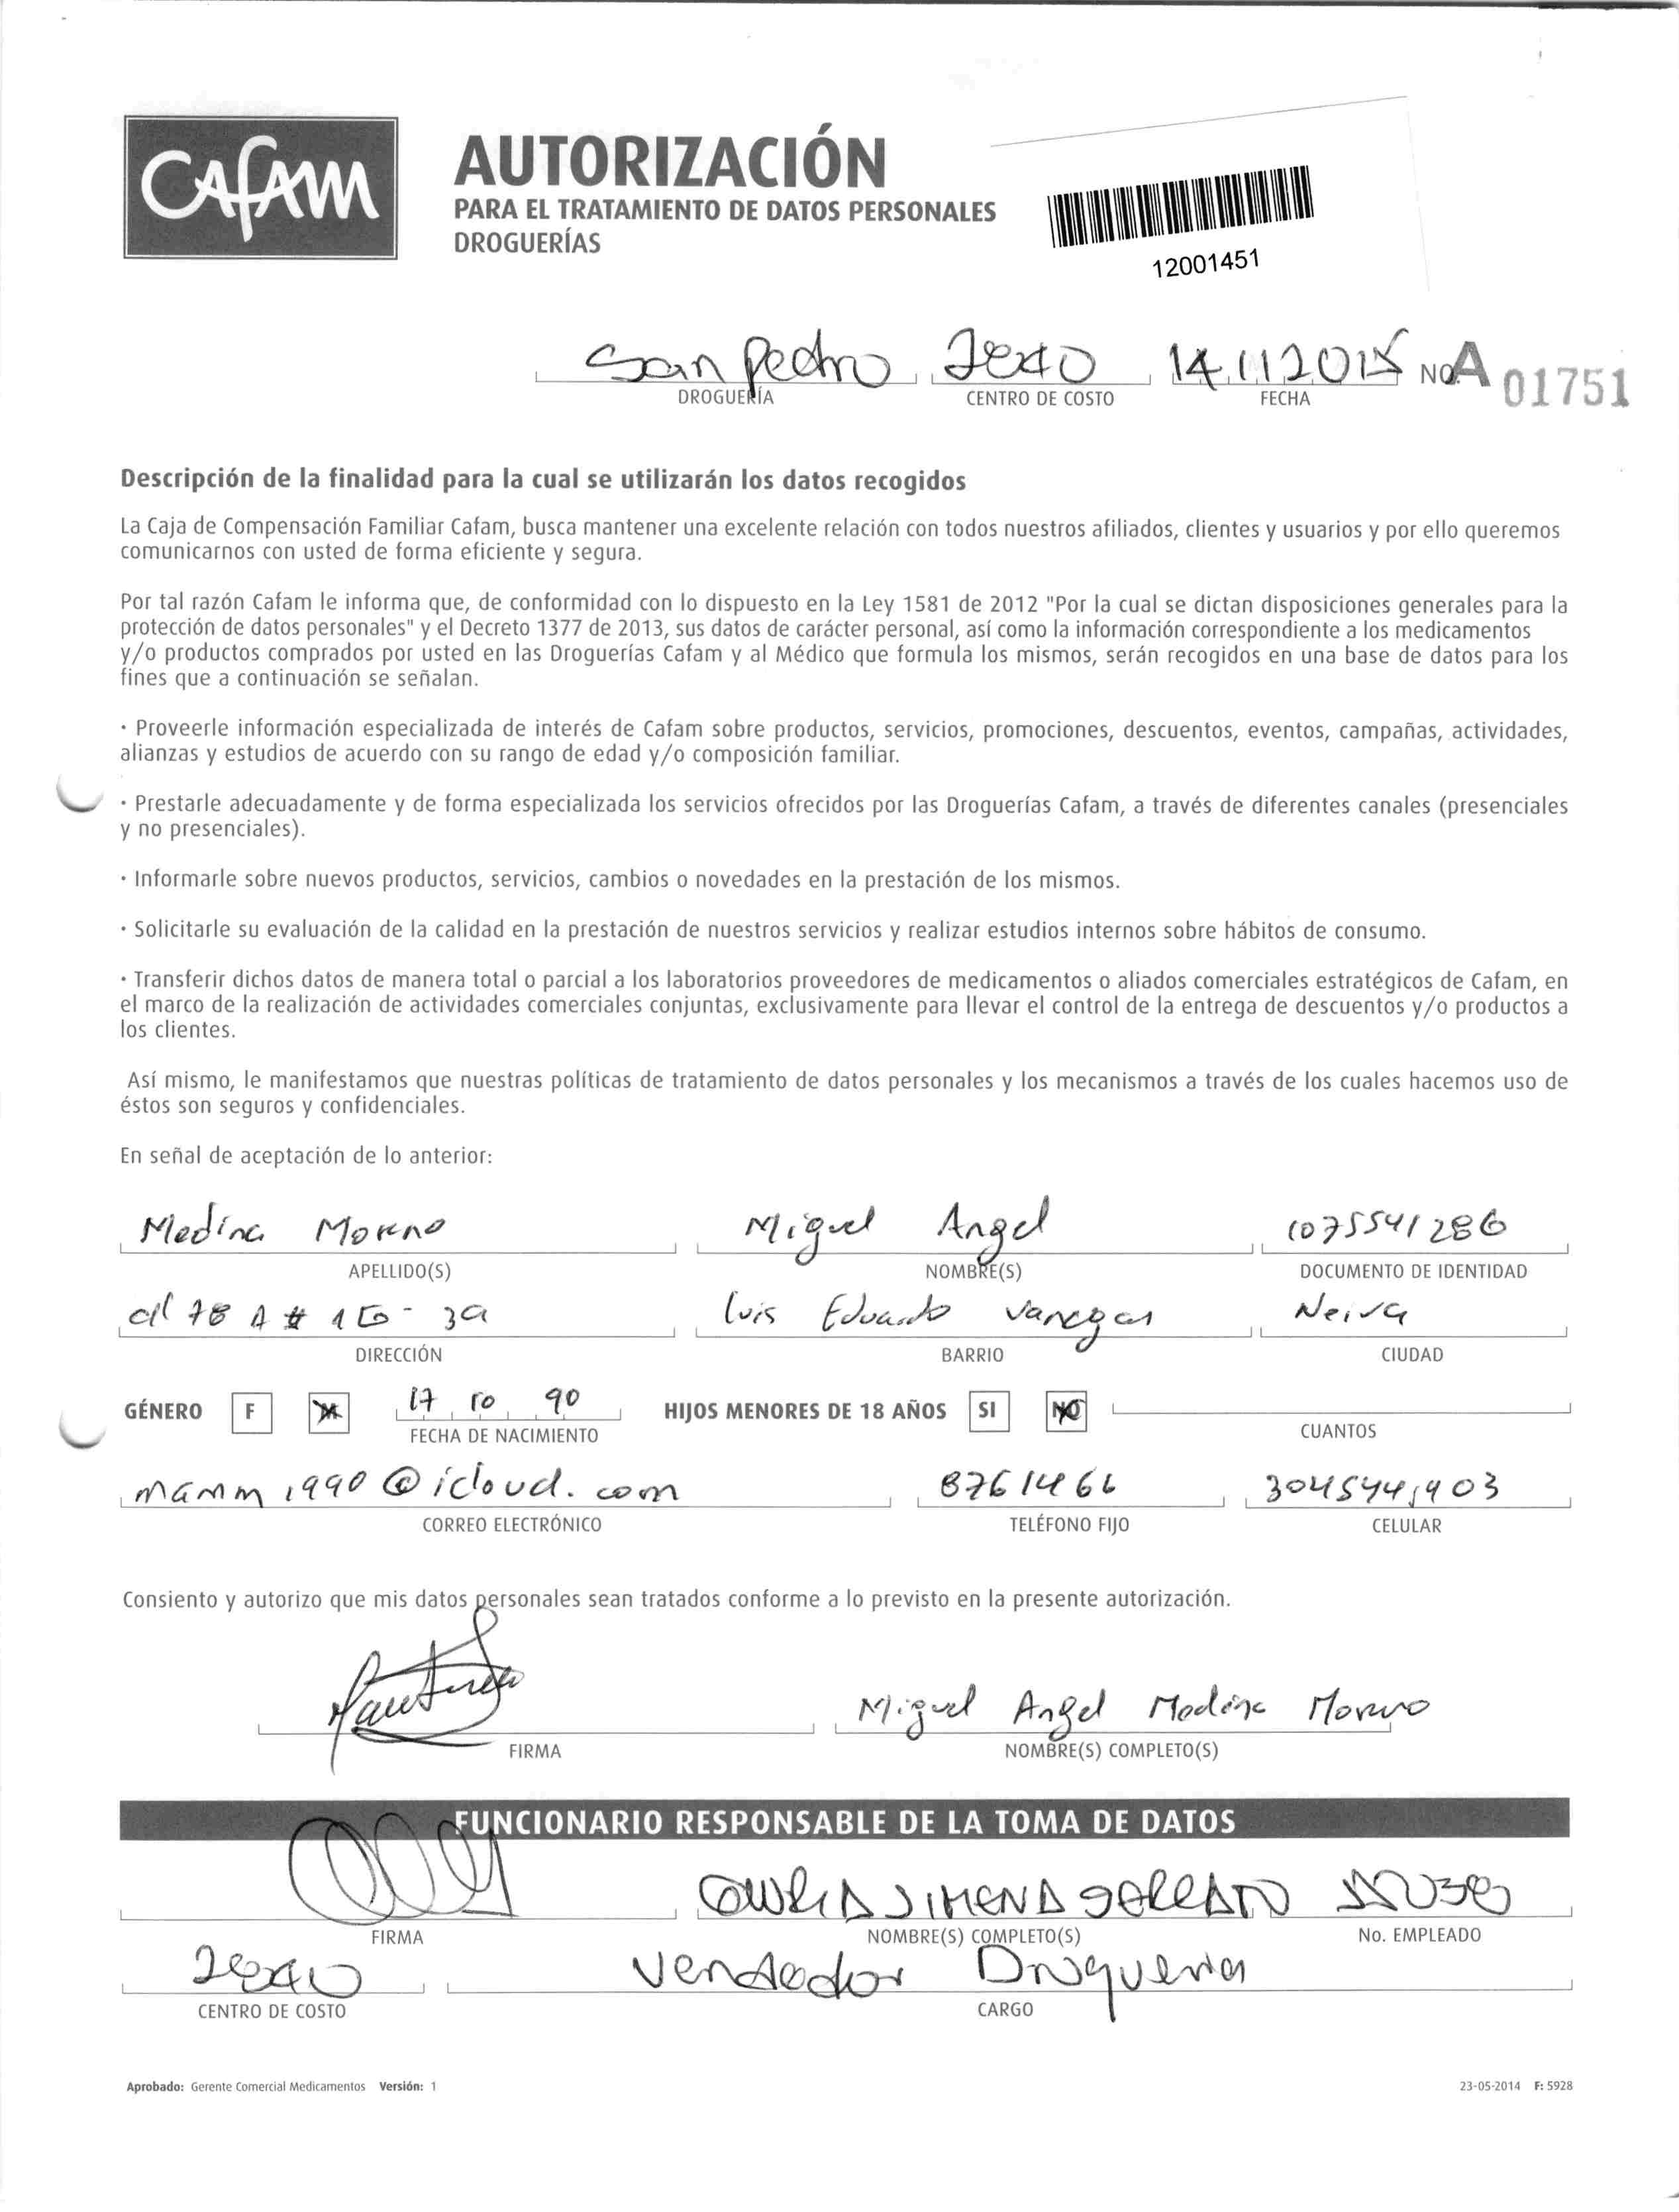 CAFAM
AUTORIZACIÓN
PARA EL TRATAMIENTO DE DATOS PERSONALES
DROGUERÍAS
12001451
San Pedro 14 11 2015 NO. A 01751
DROGUERÍA CENTRO DE COSTO FECHA
Descripción de la finalidad para la cual se utilizarán los datos recogidos
La Caja de Compensación Familiar Cafam, busca mantener una excelente relación con todos nuestros afiliados, clientes y usuarios y por ello queremos
comunicarnos con usted de forma eficiente y segura.
Por tal razón Cafam le informa que, de conformidad con lo dispuesto en la Ley 1581 de 2012 "Por la cual se dictan disposiciones generales para la
protección de datos personales" y el Decreto 1377 de 2013, sus datos de carácter personal, así como la información correspondiente a los medicamentos
y/o productos comprados por usted en las Droguerías Cafam y al Médico que formula los mismos, serán recogidos en una base de datos para los
fines que a continuación se señalan.
· Proveerle información especializada de interés de Cafam sobre productos, servicios, promociones, descuentos, eventos, campañas, actividades,
alianzas y estudios de acuerdo con su rango de edad y/o composición familiar.
· Prestarle adecuadamente y de forma especializada los servicios ofrecidos por las Droguerías Cafam, a través de diferentes canales (presenciales
y no presenciales).
· Informarle sobre nuevos productos, servicios, cambios o novedades en la prestación de los mismos.
· Solicitarle su evaluación de la calidad en la prestación de nuestros servicios y realizar estudios internos sobre hábitos de consumo.
· Transferir dichos datos de manera total o parcial a los laboratorios proveedores de medicamentos o aliados comerciales estratégicos de Cafam, en
el marco de la realización de actividades comerciales conjuntas, exclusivamente para llevar el control de la entrega de descuentos y/o productos a
los clientes.
Así mismo, le manifestamos que nuestras políticas de tratamiento de datos personales y los mecanismos a través de los cuales hacemos uso de
éstos son seguros y confidenciales.
En señal de aceptación de lo anterior:
Medina Moreno Miguel Angel 1075541286
APELLIDO(S) NOMBRE(S) DOCUMENTO DE IDENTIDAD
cll 78 A # 1 Luis Eduardo Vanegas Neiva
DIRECCIÓN BARRIO CIUDAD
GÉNERO F M 17 10 90 HIJOS MENORES DE 18 AÑOS SI NO
FECHA DE NACIMIENTO CUANTOS
mamm1990@icloud.com 8761466 3045441903
CORREO ELECTRÓNICO TELÉFONO FIJO CELULAR
Consiento y autorizo que mis datos personales sean tratados conforme a lo previsto en la presente autorización.
Miguel Angel Medina Moreno
FIRMA NOMBRE(S) COMPLETO(S)
FUNCIONARIO RESPONSABLE DE LA TOMA DE DATOS
JIMENA
FIRMA NOMBRE(S) COMPLETO(S) No. EMPLEADO
Vendedor Drogueria
CENTRO DE COSTO CARGO
Aprobado: Gerente Comercial Medicamentos Versión: 1 23-05-2014 F: 5928